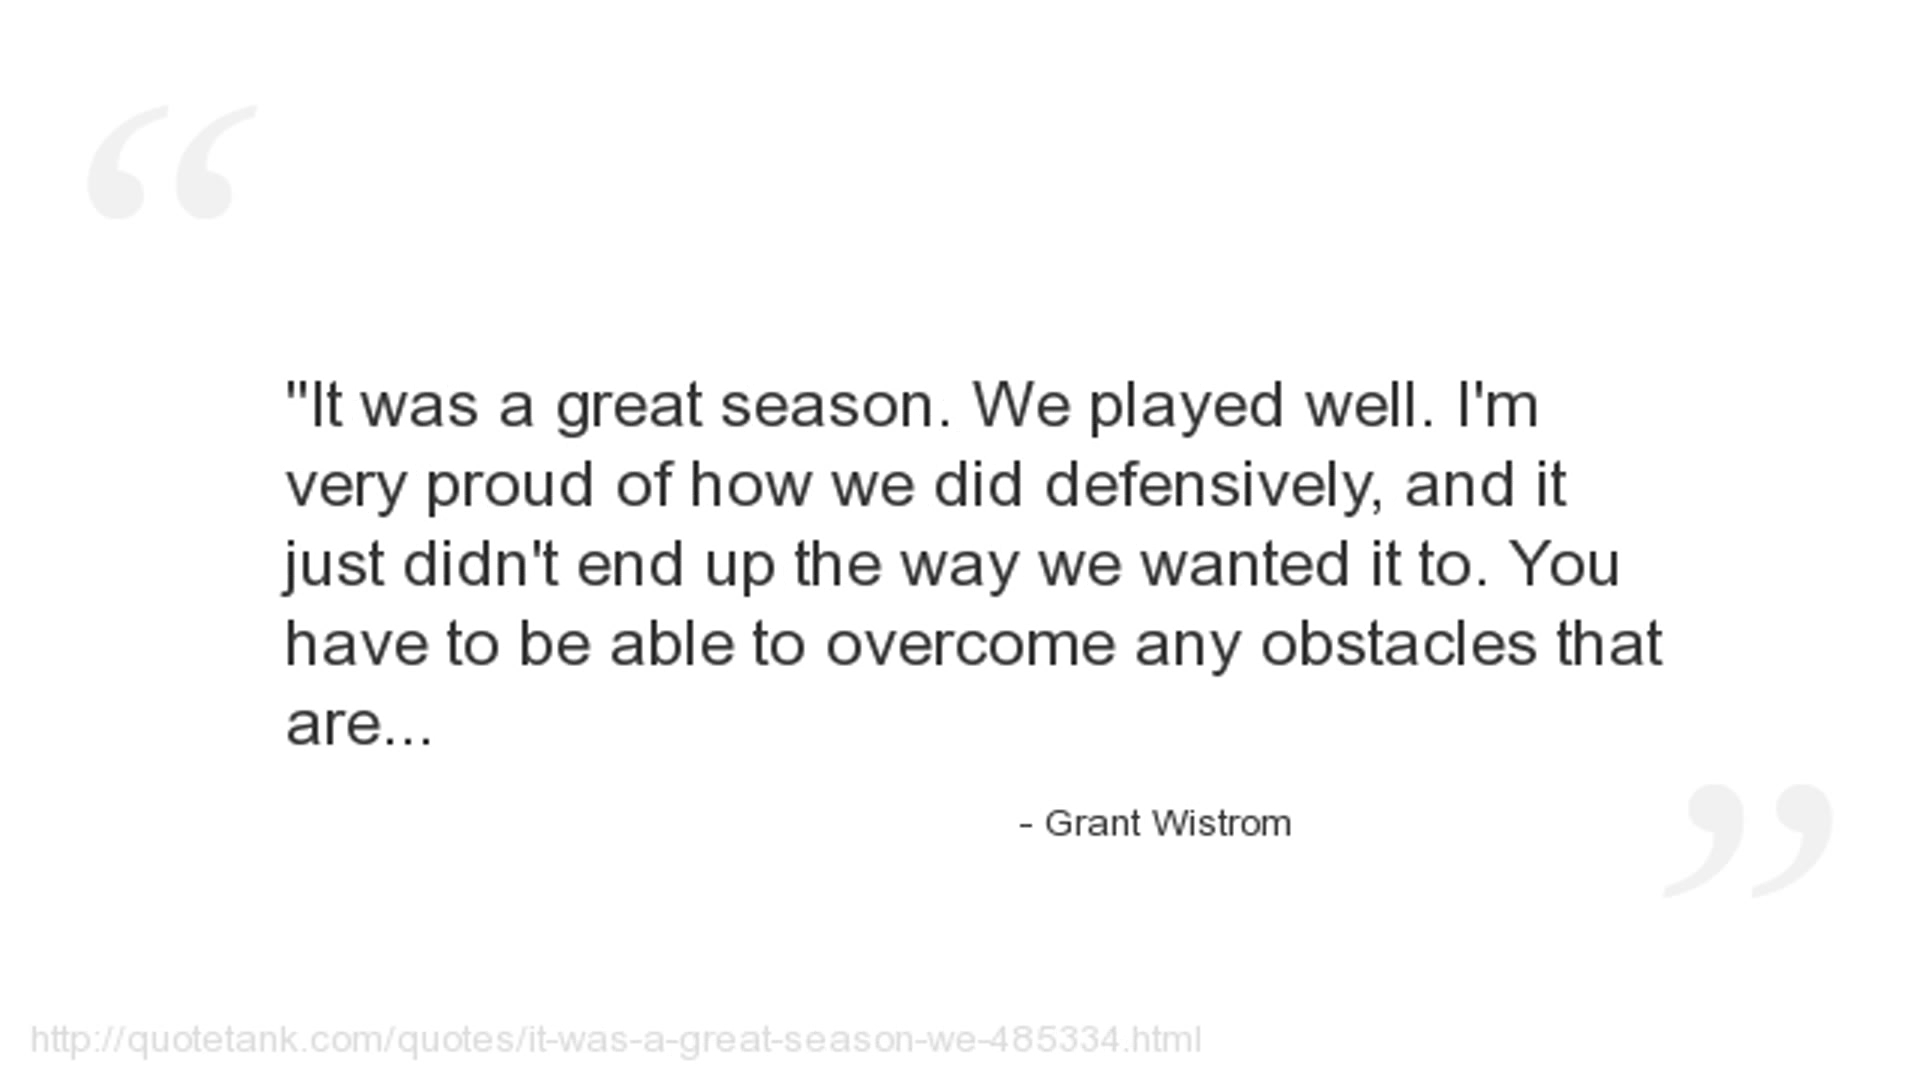 "It was a great season. We played well. I'm
very proud of how we did defensively, and it
just didn't end up the way we wanted it to. You
have to be able to overcome any obstacles that
are...
- Grant Wistrom
http://quotetank.com/quotes/it-was-a-great-season-we-485334.html